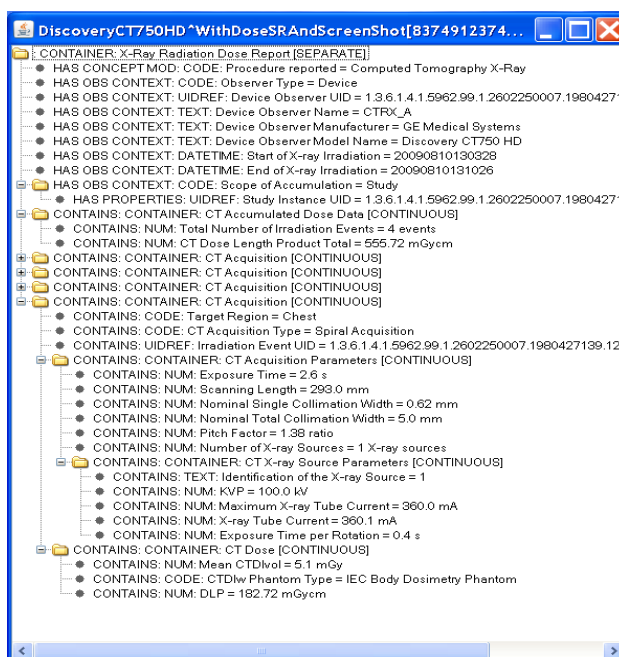 DiscoveryCT750HD^WithDoseSRAndScreenShot[8374912374...
CONTAINER: X-Ray Radiation Dose Report [SEPARATE]
HAS CONCEPT MOD: CODE: Procedure reported = Computed Tomography X-Ray
HAS OBS CONTEXT: CODE: Observer Type = Device
HAS OBS CONTEXT: UIDREF: Device Observer UID = 1.3.6.1.4.1.5962.99.1.2602250007.19804271
HAS OBS CONTEXT: TEXT: Device Observer Name = CTRX_A
HAS OBS CONTEXT: TEXT: Device Observer Manufacturer = GE Medical Systems
HAS OBS CONTEXT: TEXT: Device Observer Model Name = Discovery CT750 HD
HAS OBS CONTEXT: DATETIME: Start of X-ray Irradiation = 20090810130328
HAS OBS CONTEXT: DATETIME: End of X-ray Irradiation = 20090810131026
HAS OBS CONTEXT: CODE: Scope of Accumulation = Study
HAS PROPERTIES: UIDREF: Study Instance UID = 1.3.6.1.4.1.5962.99.1.2602250007.19804271
CONTAINS: CONTAINER: CT Accumulated Dose Data [CONTINUOUS]
CONTAINS: NUM: Total Number of Irradiation Events = 4 events
CONTAINS: NUM: CT Dose Length Product Total = 555.72 mGycm
CONTAINS: CONTAINER: CT Acquisition [CONTINUOUS]
CONTAINS: CONTAINER: CT Acquisition [CONTINUOUS]
CONTAINS: CONTAINER: CT Acquisition [CONTINUOUS]
CONTAINS: CONTAINER: CT Acquisition [CONTINUOUS]
CONTAINS: CODE: Target Region = Chest
CONTAINS: CODE: CT Acquisition Type = Spiral Acquisition
CONTAINS: UIDREF: Irradiation Event UID = 1.3.6.1.4.1.5962.99.1.2602250007.1980427139.12
CONTAINS: CONTAINER: CT Acquisition Parameters [CONTINUOUS]
CONTAINS: NUM: Exposure Time = 2.6 s
CONTAINS: NUM: Scanning Length = 293.0 mm
CONTAINS: NUM: Nominal Single Collimation Width = 0.62 mm
CONTAINS: NUM: Nominal Total Collimation Width = 5.0 mm
CONTAINS: NUM: Pitch Factor = 1.38 ratio
CONTAINS: NUM: Number of X-ray Sources = 1 X-ray sources
CONTAINS: CONTAINER: CT X-ray Source Parameters [CONTINUOUS]
CONTAINS: TEXT: Identification of the X-ray Source = 1
CONTAINS: NUM: KVP = 100.0 kV
CONTAINS: NUM: Maximum X-ray Tube Current = 360.0 mA
CONTAINS: NUM: X-ray Tube Current = 360.1 mA
CONTAINS: NUM: Exposure Time per Rotation = 0.4 s
CONTAINS: CONTAINER: CT Dose [CONTINUOUS]
CONTAINS: NUM: Mean CTDIvol = 5.1 mGy
CONTAINS: CODE: CTDIw Phantom Type = IEC Body Dosimetry Phantom
CONTAINS: NUM: DLP = 182.72 mGycm